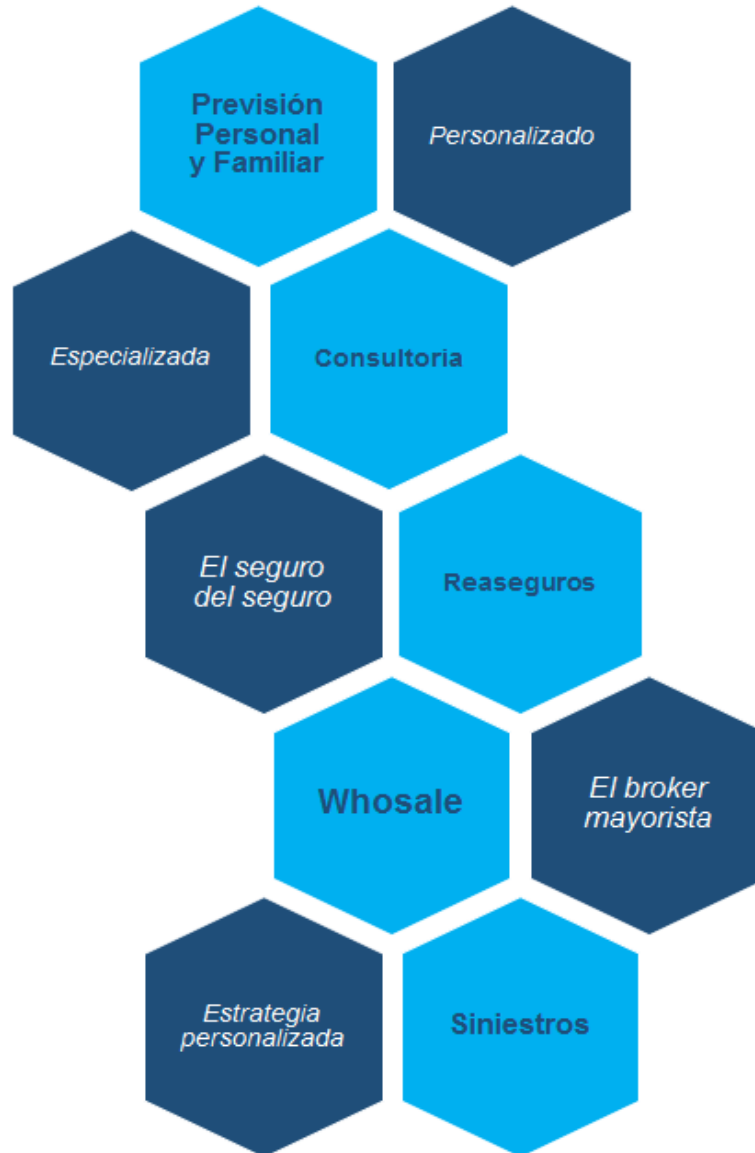 Previsión
Personal
y Familiar
Personalizado
Especializada
Consultoria
El seguro
del seguro
Reaseguros
Whosale
El broker
mayorista
Estrategia
personalizada
Siniestros